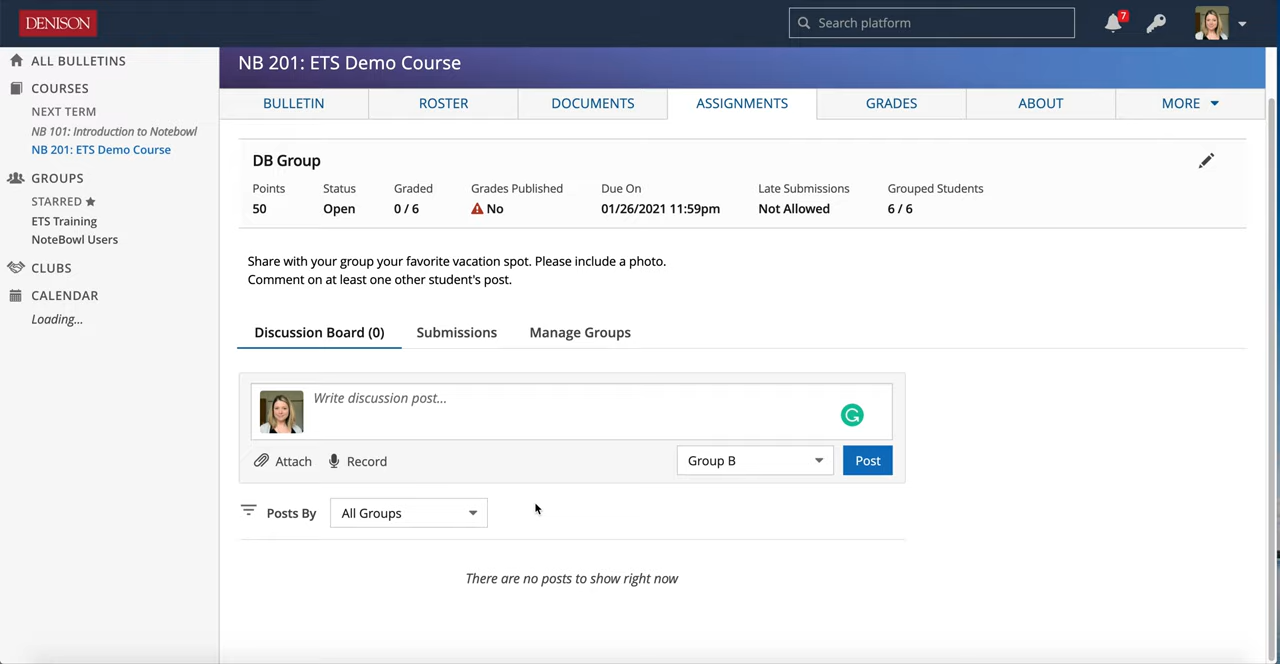 DENISON
Search platform
7
ALL BULLETINS
COURSES
NEXT TERM
NB 101: Introduction to Notebowl
NB 201: ETS Demo Course
GROUPS
STARRED
ETS Training
NoteBowl Users
CLUBS
CALENDAR
Loading...
NB 201: ETS Demo Course
BULLETIN ROSTER DOCUMENTS ASSIGNMENTS GRADES ABOUT MORE
DB Group
Points Status Graded Grades Published Due On Late Submissions Grouped Students
50 Open 0 / 6 No 01/26/2021 11:59pm Not Allowed 6 / 6
Share with your group your favorite vacation spot. Please include a photo.
Comment on at least one other student's post.
Discussion Board (0) Submissions Manage Groups
Write discussion post...
Attach Record Group B Post
Posts By All Groups
There are no posts to show right now